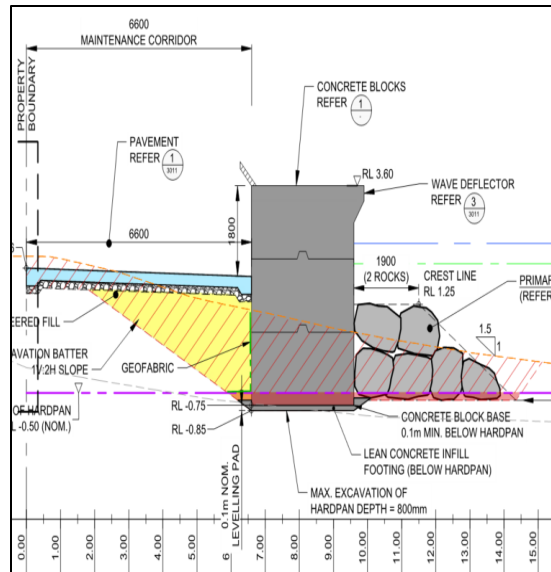 6600
MAINTENANCE CORRIDOR
PROPERTY
BOUNDARY
PAVEMENT
REFER
1
3011
CONCRETE BLOCKS
REFER
1
-
RL 3.60
WAVE DEFLECTOR
REFER
3
3011
6600
1800
1900
(2 ROCKS)
CREST LINE
RL 1.25
PRIMAR
(REFER
1.5
1
EERED FILL
AVATION BATTER
1V:2H SLOPE
GEOFABRIC
OF HARDPAN
L -0.50 (NOM.)
RL -0.75
RL -0.85
CONCRETE BLOCK BASE
0.1m MIN. BELOW HARDPAN
LEAN CONCRETE INFILL
FOOTING (BELOW HARDPAN)
MAX. EXCAVATION OF
HARDPAN DEPTH = 800mm
0.1m NOM.
LEVELLING PAD
0.00
1.00
2.00
3.00
4.00
5.00
6
7.00
8.00
9.00
10.00
11.00
12.00
13.00
14.00
15.00